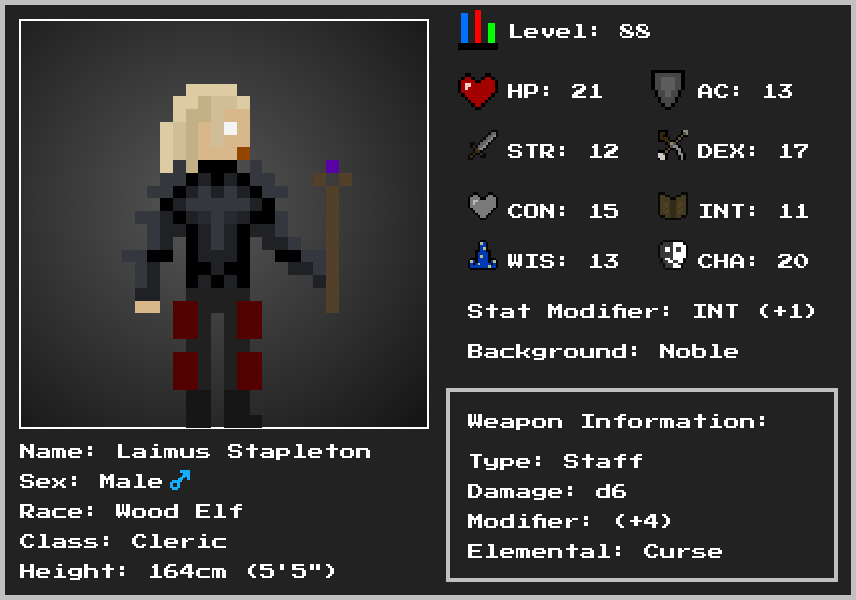 Level: 88
HP: 21 AC: 13
STR: 12 DEX: 17
CON: 15 INT: 11
WIS: 13 CHA: 20
Stat Modifier: INT (+1)
Background: Noble
Weapon Information:
Type: Staff
Damage: d6
Modifier: (+4)
Elemental: Curse
Name: Laimus Stapleton
Sex: Male♂
Race: Wood Elf
Class: Cleric
Height: 164cm (5'5")